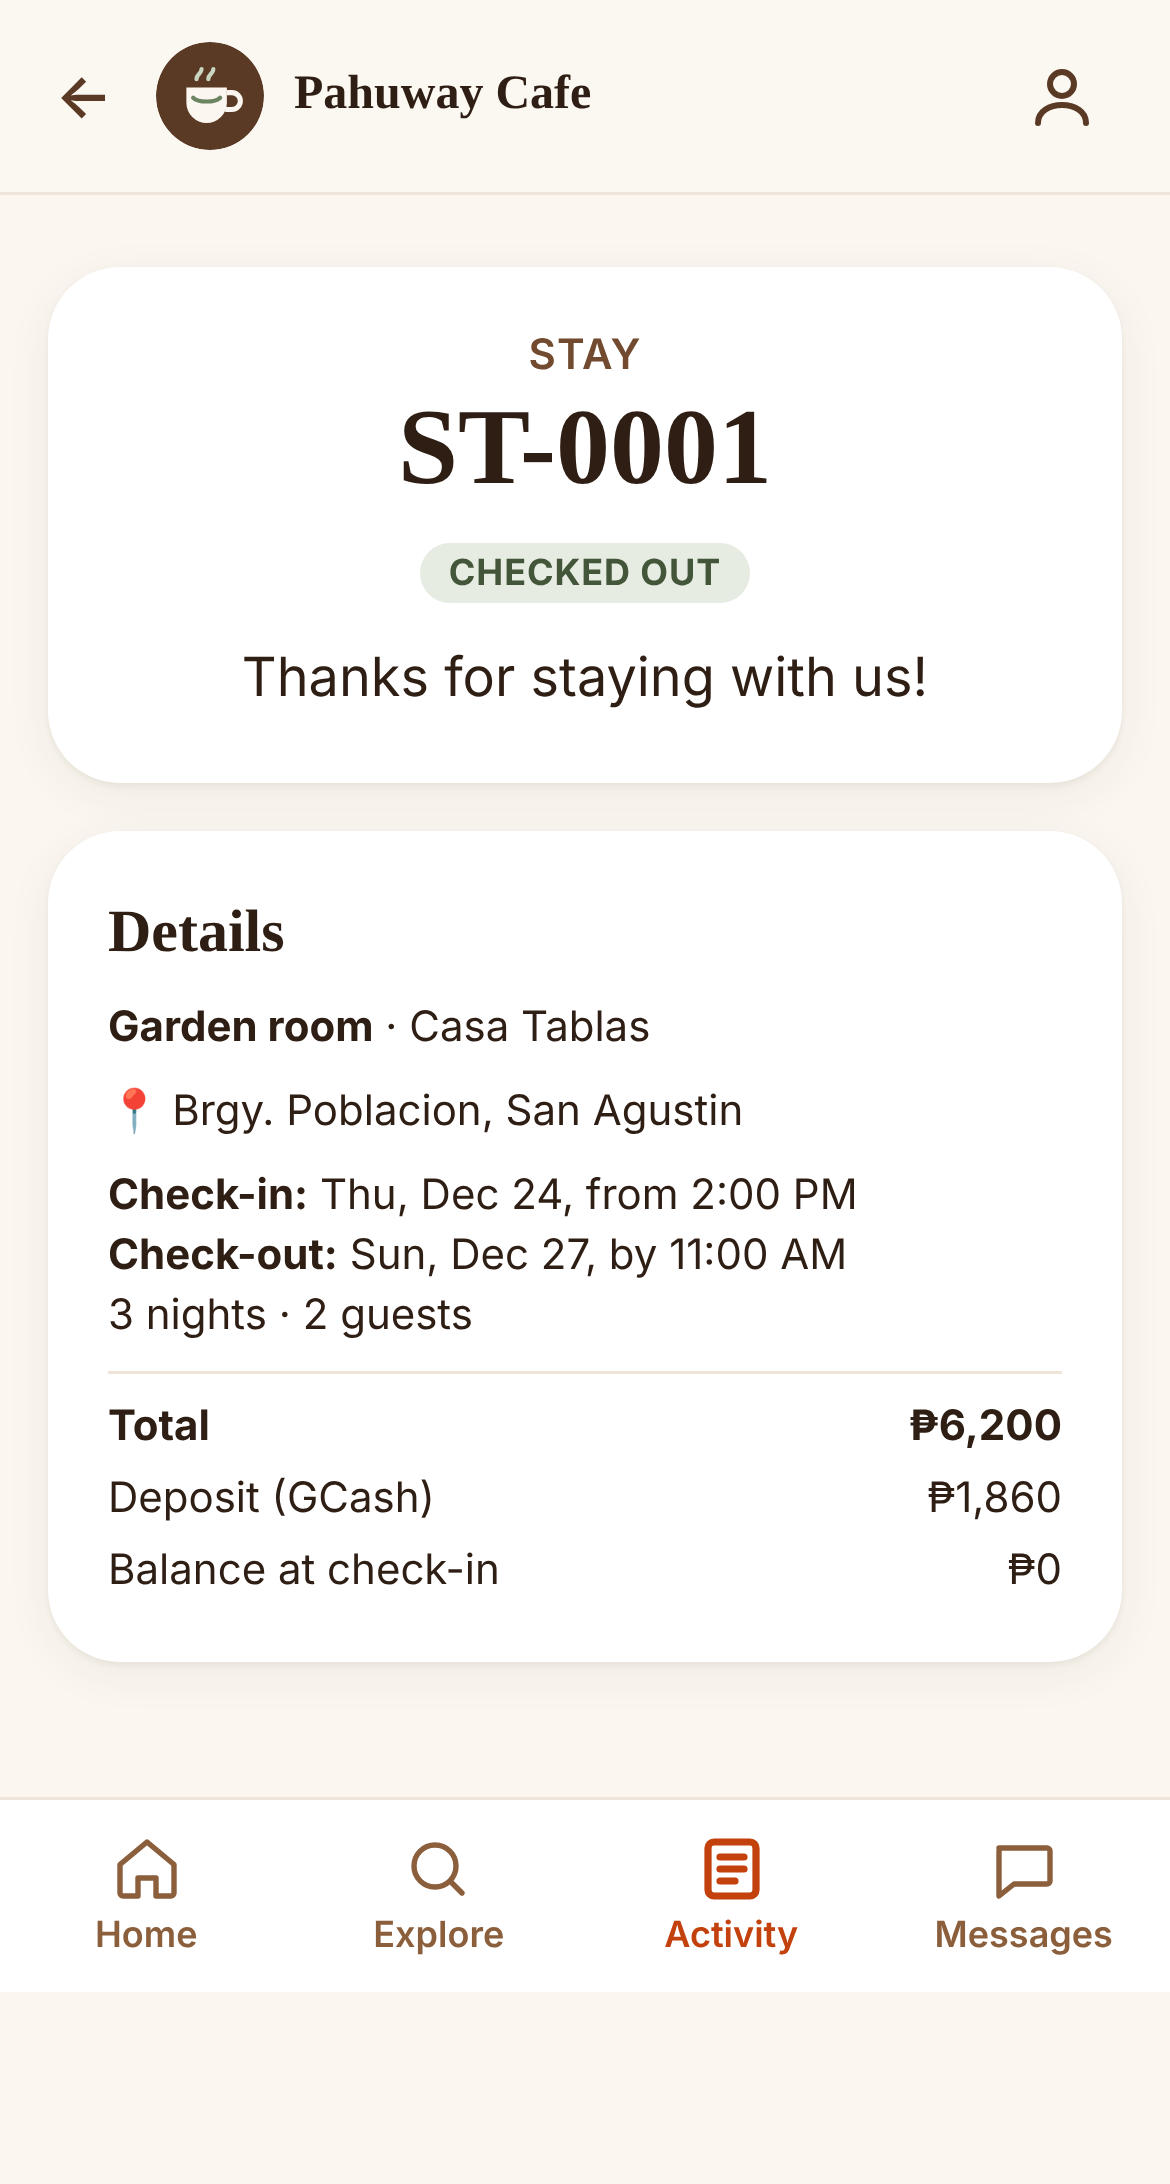 Pahuway Cafe
STAY
ST-0001
CHECKED OUT
Thanks for staying with us!
Details
Garden room · Casa Tablas
📍 Brgy. Poblacion, San Agustin
Check-in: Thu, Dec 24, from 2:00 PM
Check-out: Sun, Dec 27, by 11:00 AM
3 nights · 2 guests
Total ₱6,200
Deposit (GCash) ₱1,860
Balance at check-in ₱0
Home Explore Activity Messages